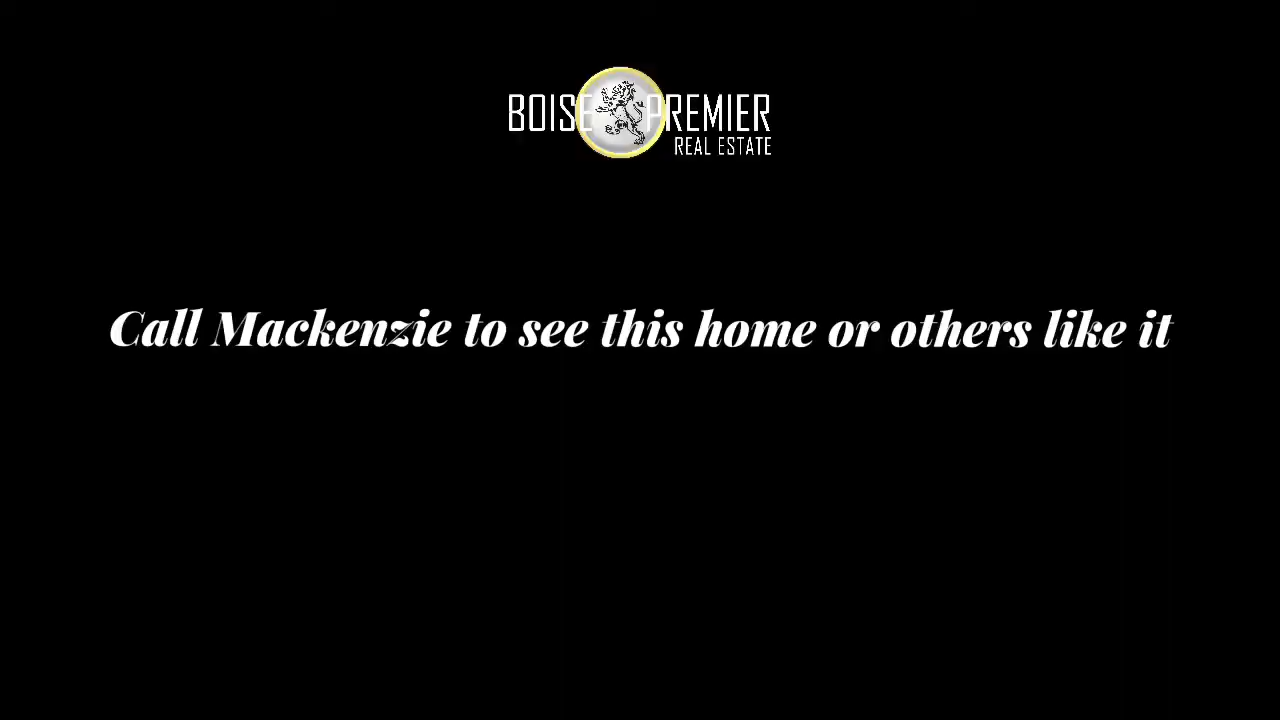 BOISE PREMIER
REAL ESTATE
Call Mackenzie to see this home or others like it